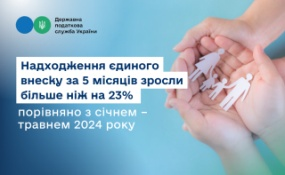 Державна
податкова
служба України
Надходження єдиного
внеску за 5 місяців зросли
більше ніж на 23%
порівняно з січнем –
травнем 2024 року